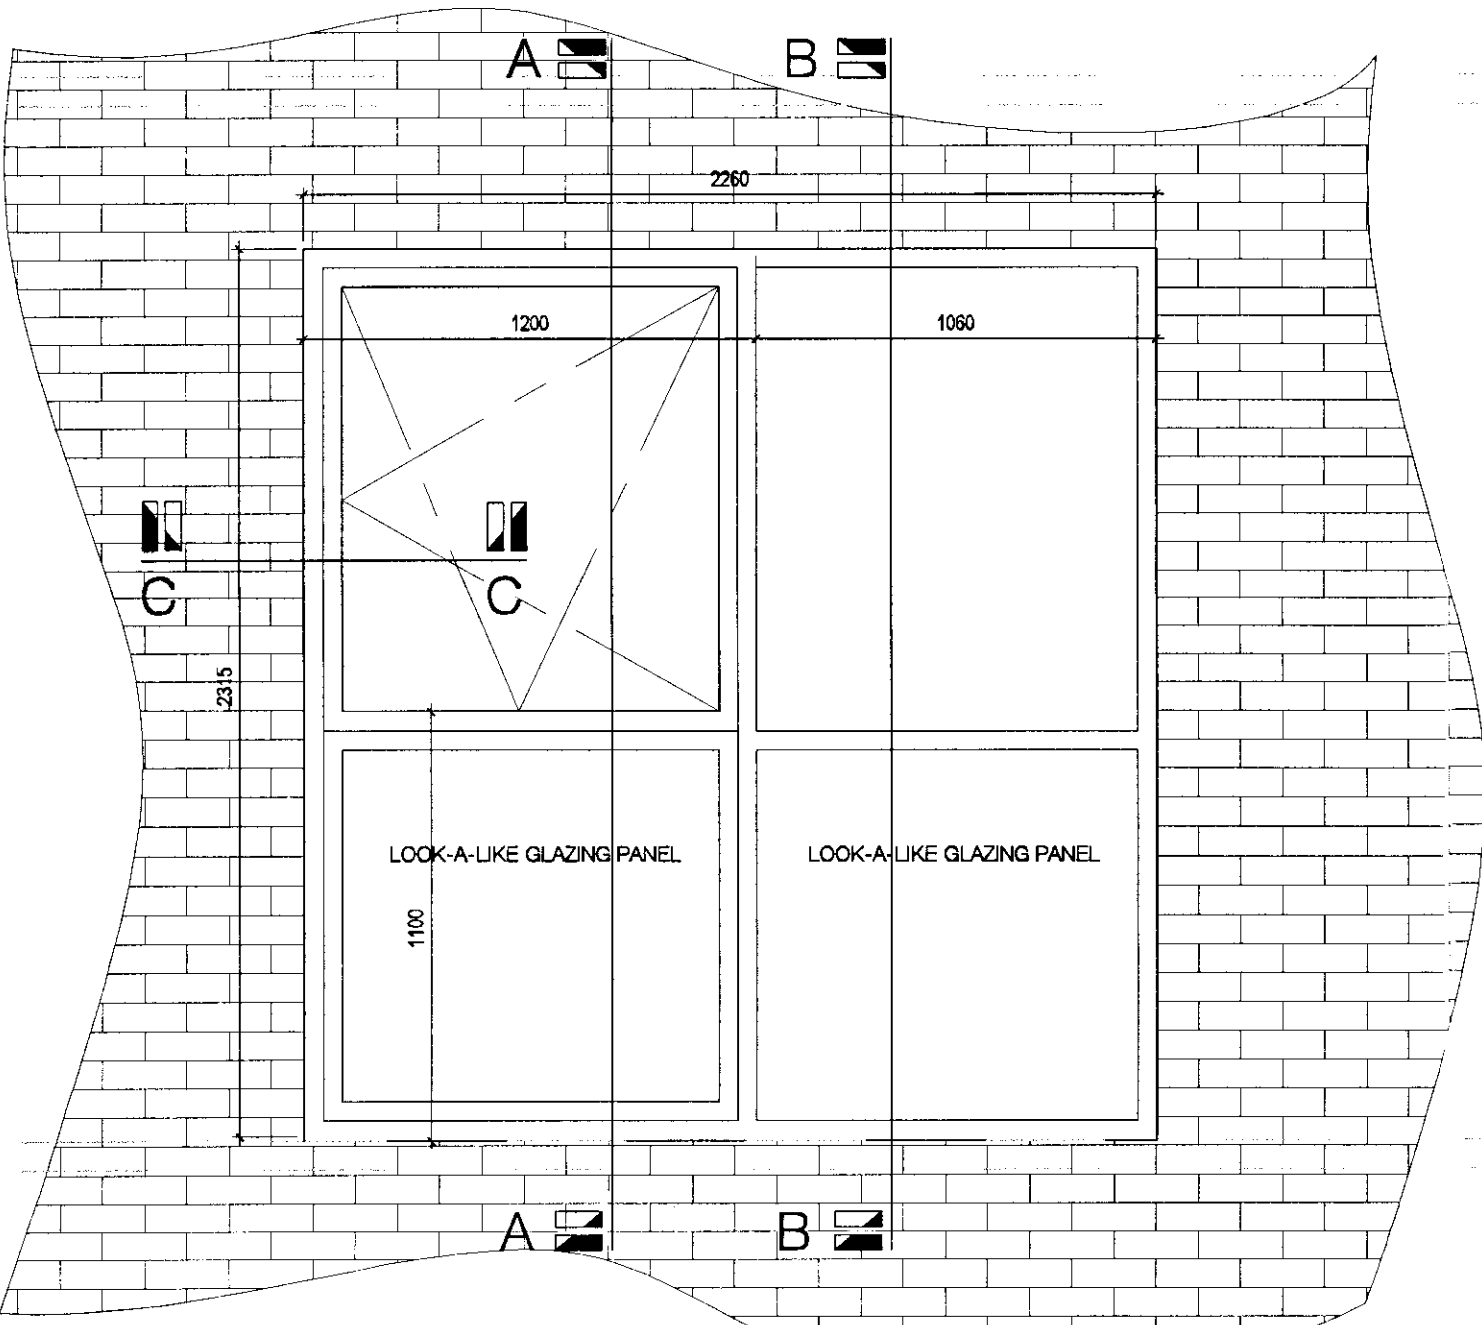 A B
2260
1200 1060
C C
2315
LOOK-A-LIKE GLAZING PANEL LOOK-A-LIKE GLAZING PANEL
1100
A B